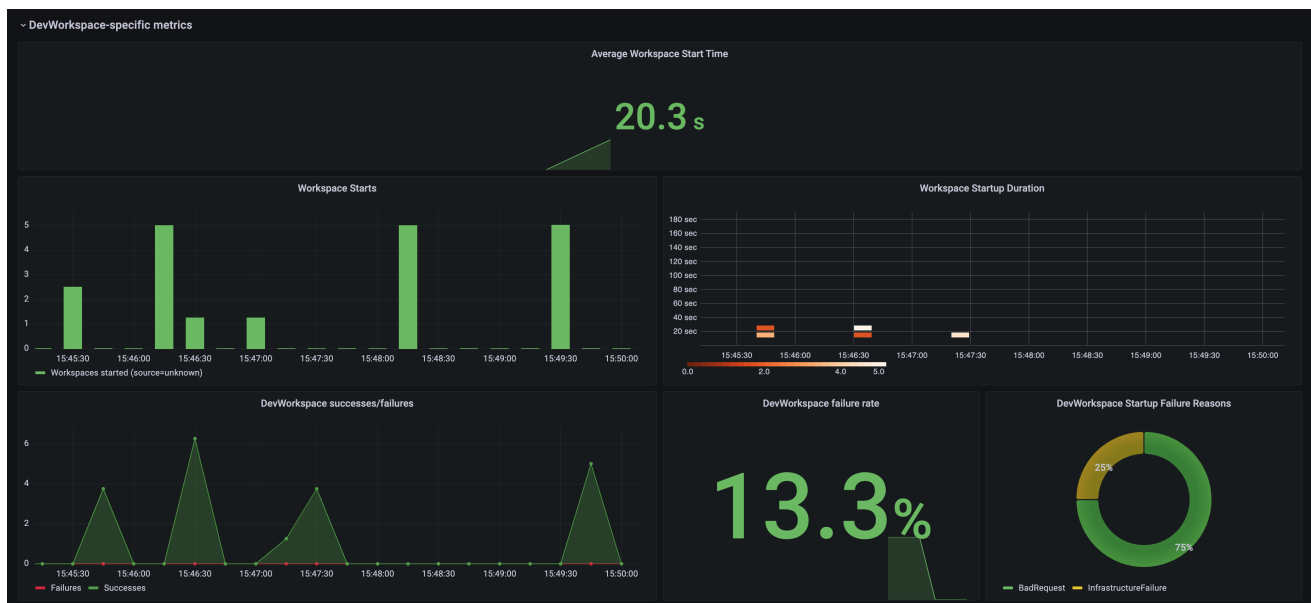 DevWorkspace-specific metrics
Average Workspace Start Time
20.3 s
Workspace Starts
5
4
3
2
1
0
15:45:30 15:46:00 15:46:30 15:47:00 15:47:30 15:48:00 15:48:30 15:49:00 15:49:30 15:50:00
Workspaces started (source=unknown)
Workspace Startup Duration
180 sec
160 sec
140 sec
120 sec
100 sec
80 sec
60 sec
40 sec
20 sec
15:45:30 15:46:00 15:46:30 15:47:00 15:47:30 15:48:00 15:48:30 15:49:00 15:49:30 15:50:00
0.0 2.0 4.0 5.0
DevWorkspace successes/failures
6
4
2
0
15:45:30 15:46:00 15:46:30 15:47:00 15:47:30 15:48:00 15:48:30 15:49:00 15:49:30 15:50:00
Failures Successes
DevWorkspace failure rate
13.3%
DevWorkspace Startup Failure Reasons
25%
75%
BadRequest InfrastructureFailure